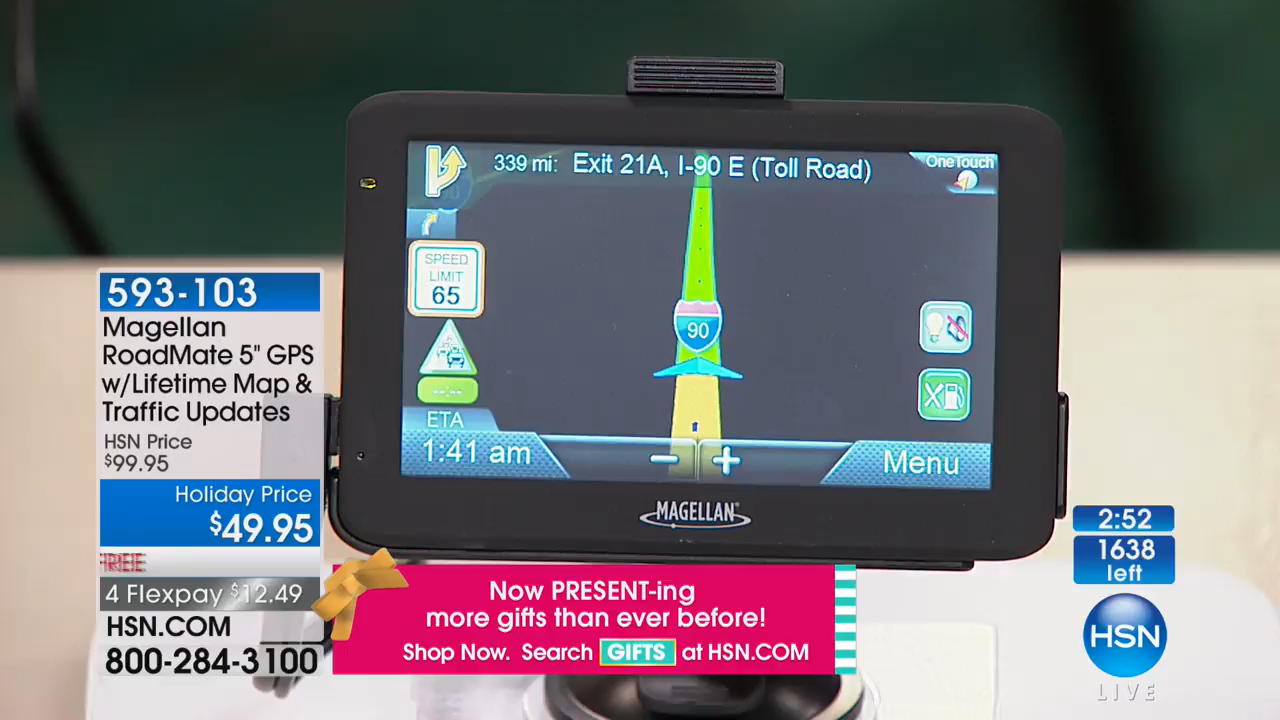 339 mi: Exit 21A, I-90 E (Toll Road)
OneTouch
SPEED
LIMIT
65
90
ETA
1:41 am
Menu
MAGELLAN
593-103
Magellan
RoadMate 5" GPS
w/Lifetime Map &
Traffic Updates
HSN Price
$99.95
Holiday Price
$49.95
FREE
4 Flexpay $12.49
HSN.COM
800-284-3100
Now PRESENT-ing
more gifts than ever before!
Shop Now. Search GIFTS at HSN.COM
2:52
1638
left
HSN
LIVE